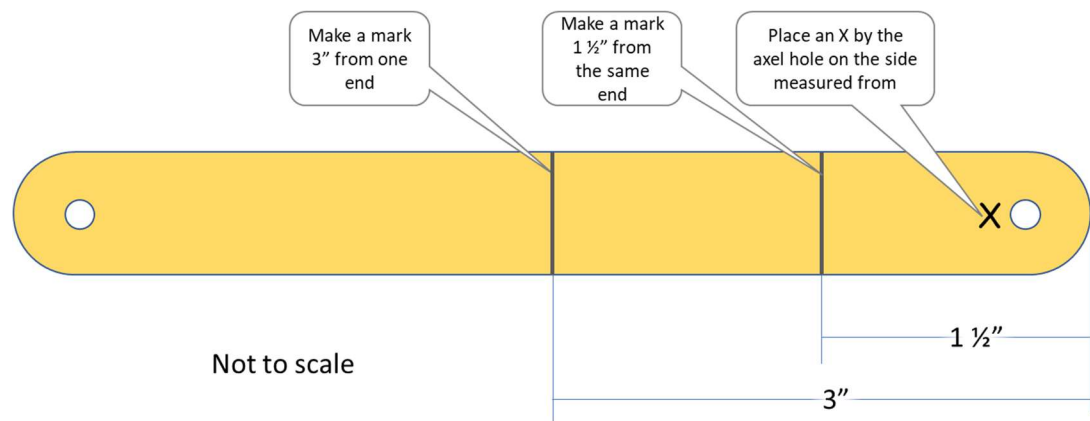 Make a mark
3” from one
end
Make a mark
1 ½” from
the same
end
Place an X by the
axel hole on the side
measured from
X
1 ½”
Not to scale
3”